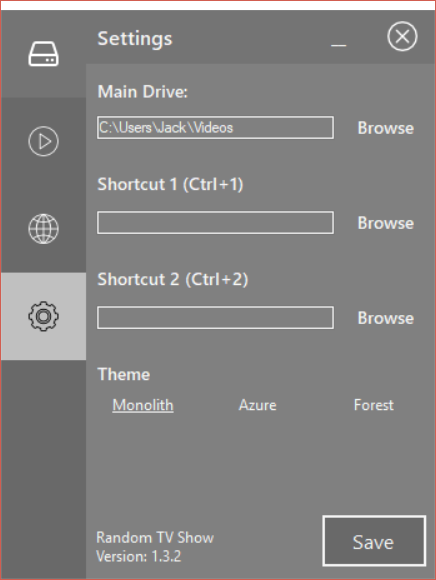 Settings
Main Drive:
C:\Users\Jack\Videos
Browse
Shortcut 1 (Ctrl+1)
Browse
Shortcut 2 (Ctrl+2)
Browse
Theme
Monolith
Azure
Forest
Random TV Show
Version: 1.3.2
Save